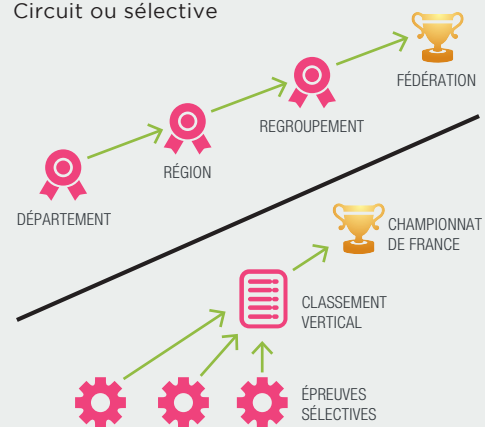 Circuit ou sélective
FÉDÉRATION
REGROUPEMENT
RÉGION
DÉPARTEMENT
CHAMPIONNAT
DE FRANCE
CLASSEMENT
VERTICAL
ÉPREUVES
SÉLECTIVES